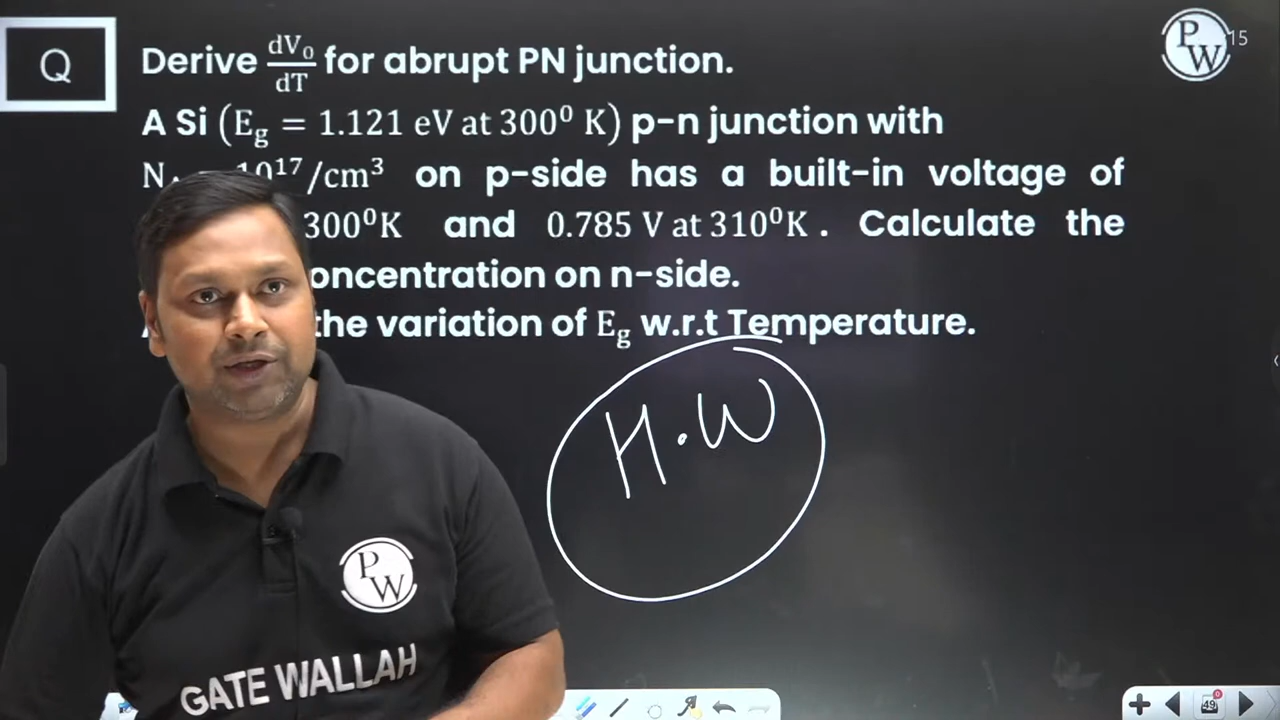 Q
Derive dV₀/dT for abrupt PN junction.
PW 15
A Si (E_g = 1.121 eV at 300⁰ K) p-n junction with
10¹⁷/cm³ on p-side has a built-in voltage of
300⁰K and 0.785 V at 310⁰K. Calculate the
oncentration on n-side.
the variation of E_g w.r.t Temperature.
H.W
PW
GATE WALLAH
49